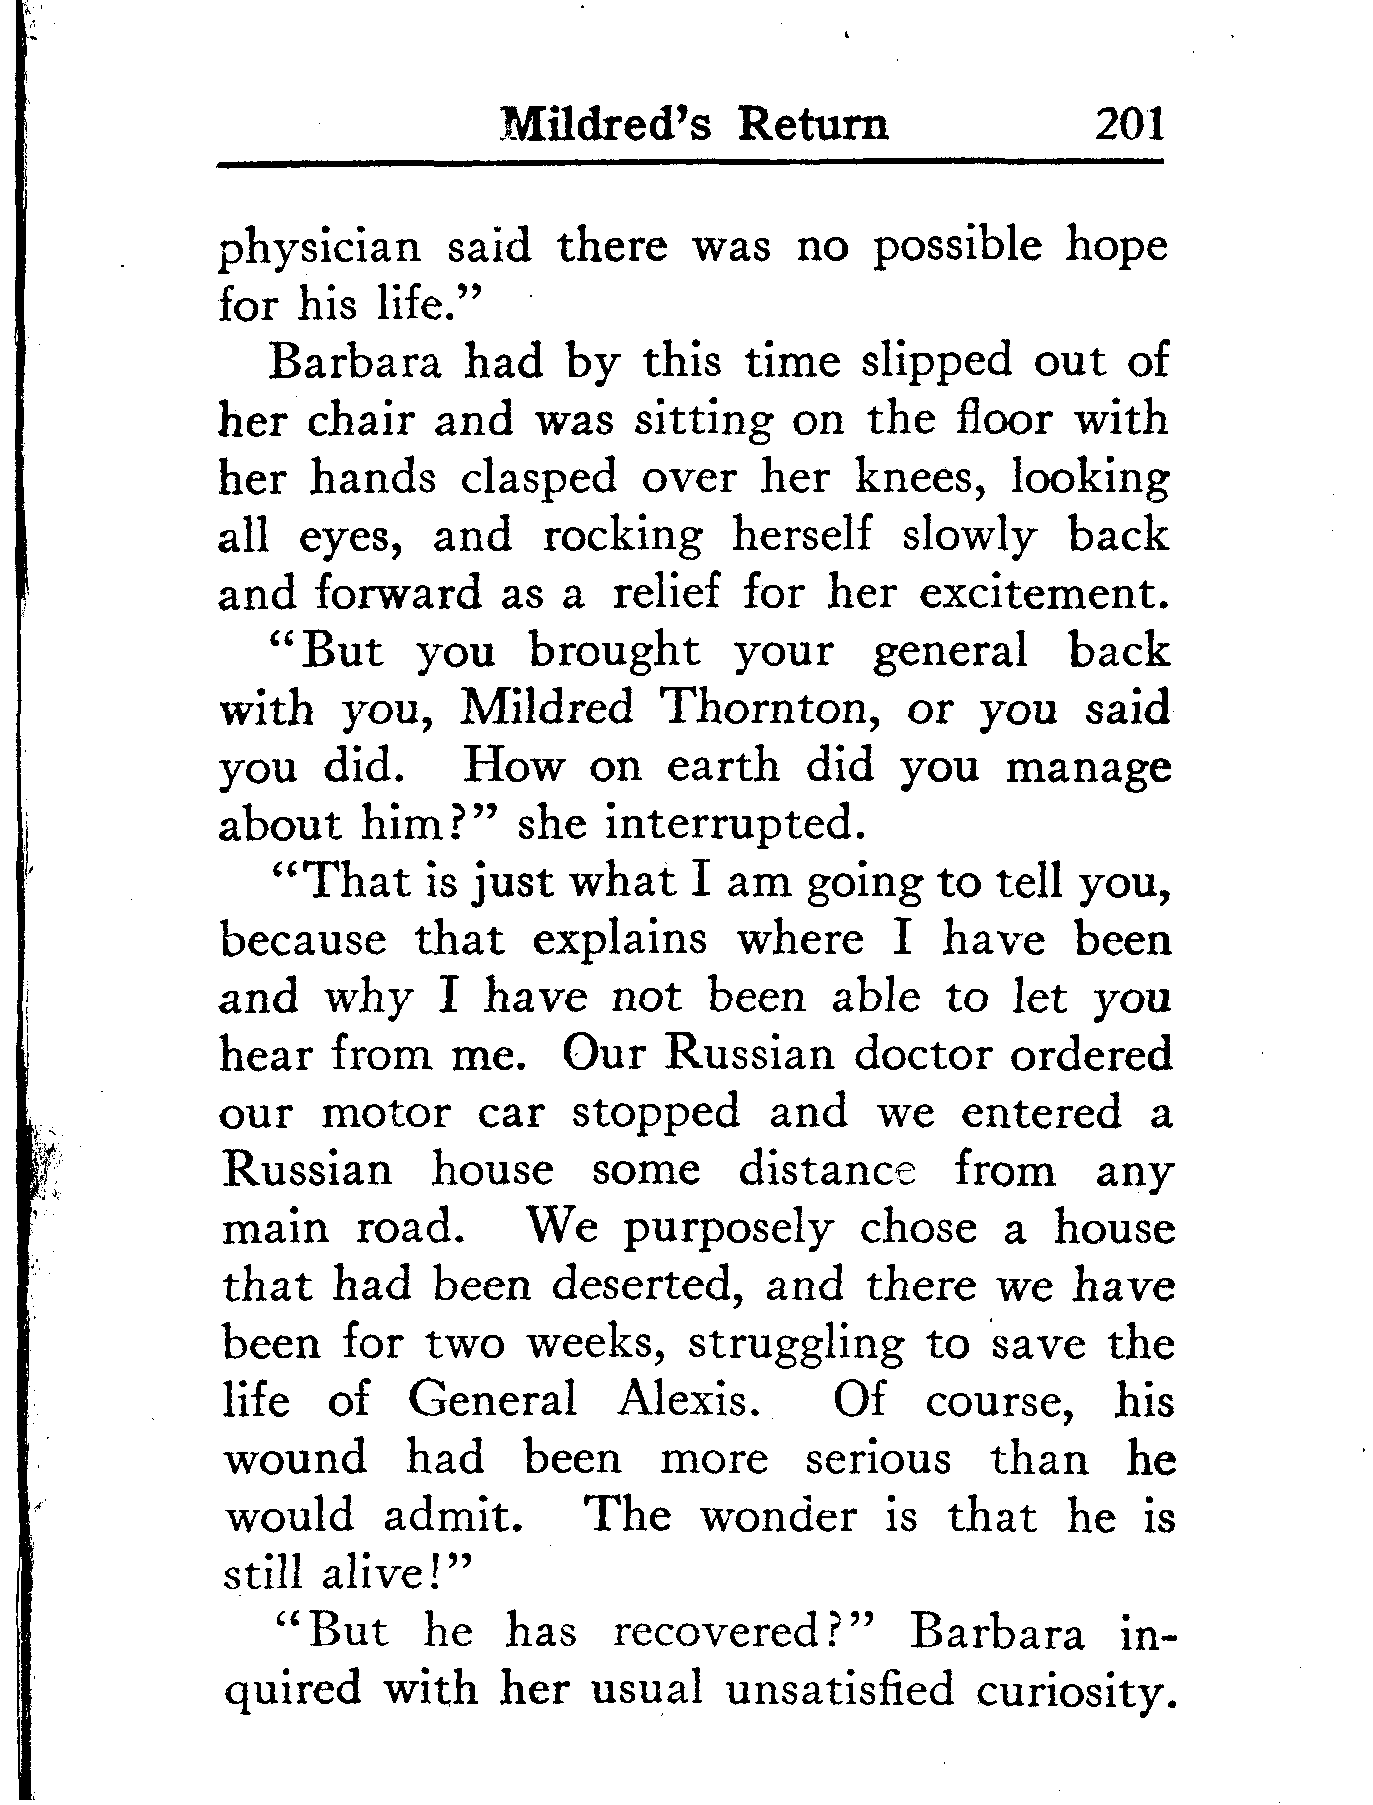 Mildred's Return 201
physician said there was no possible hope
for his life.”
Barbara had by this time slipped out of
her chair and was sitting on the floor with
her hands clasped over her knees, looking
all eyes, and rocking herself slowly back
and forward as a relief for her excitement.
“But you brought your general back
with you, Mildred Thornton, or you said
you did. How on earth did you manage
about him?” she interrupted.
“That is just what I am going to tell you,
because that explains where I have been
and why I have not been able to let you
hear from me. Our Russian doctor ordered
our motor car stopped and we entered a
Russian house some distance from any
main road. We purposely chose a house
that had been deserted, and there we have
been for two weeks, struggling to save the
life of General Alexis. Of course, his
wound had been more serious than he
would admit. The wonder is that he is
still alive!”
“But he has recovered?” Barbara in-
quired with her usual unsatisfied curiosity.